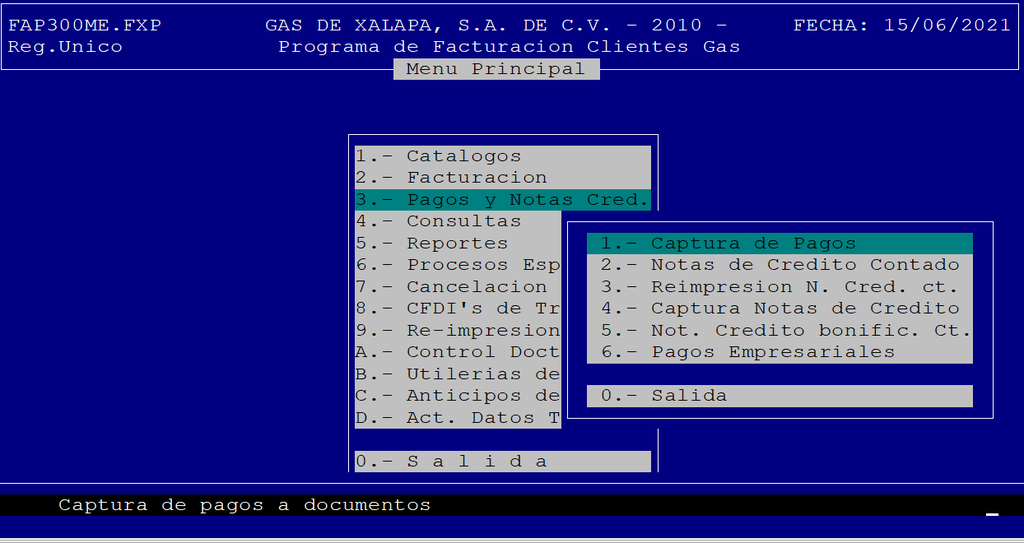 FAP300ME.FXP GAS DE XALAPA, S.A. DE C.V. - 2010 - FECHA: 15/06/2021
Reg.Unico Programa de Facturacion Clientes Gas
Menu Principal
1.- Catalogos
2.- Facturacion
3.- Pagos y Notas Cred.
4.- Consultas
5.- Reportes
6.- Procesos Esp
7.- Cancelacion
8.- CFDI's de Tr
9.- Re-impresion
A.- Control Doct
B.- Utilerias de
C.- Anticipos de
D.- Act. Datos T
0.- S a l i d a
1.- Captura de Pagos
2.- Notas de Credito Contado
3.- Reimpresion N. Cred. ct.
4.- Captura Notas de Credito
5.- Not. Credito bonific. Ct.
6.- Pagos Empresariales
0.- Salida
Captura de pagos a documentos